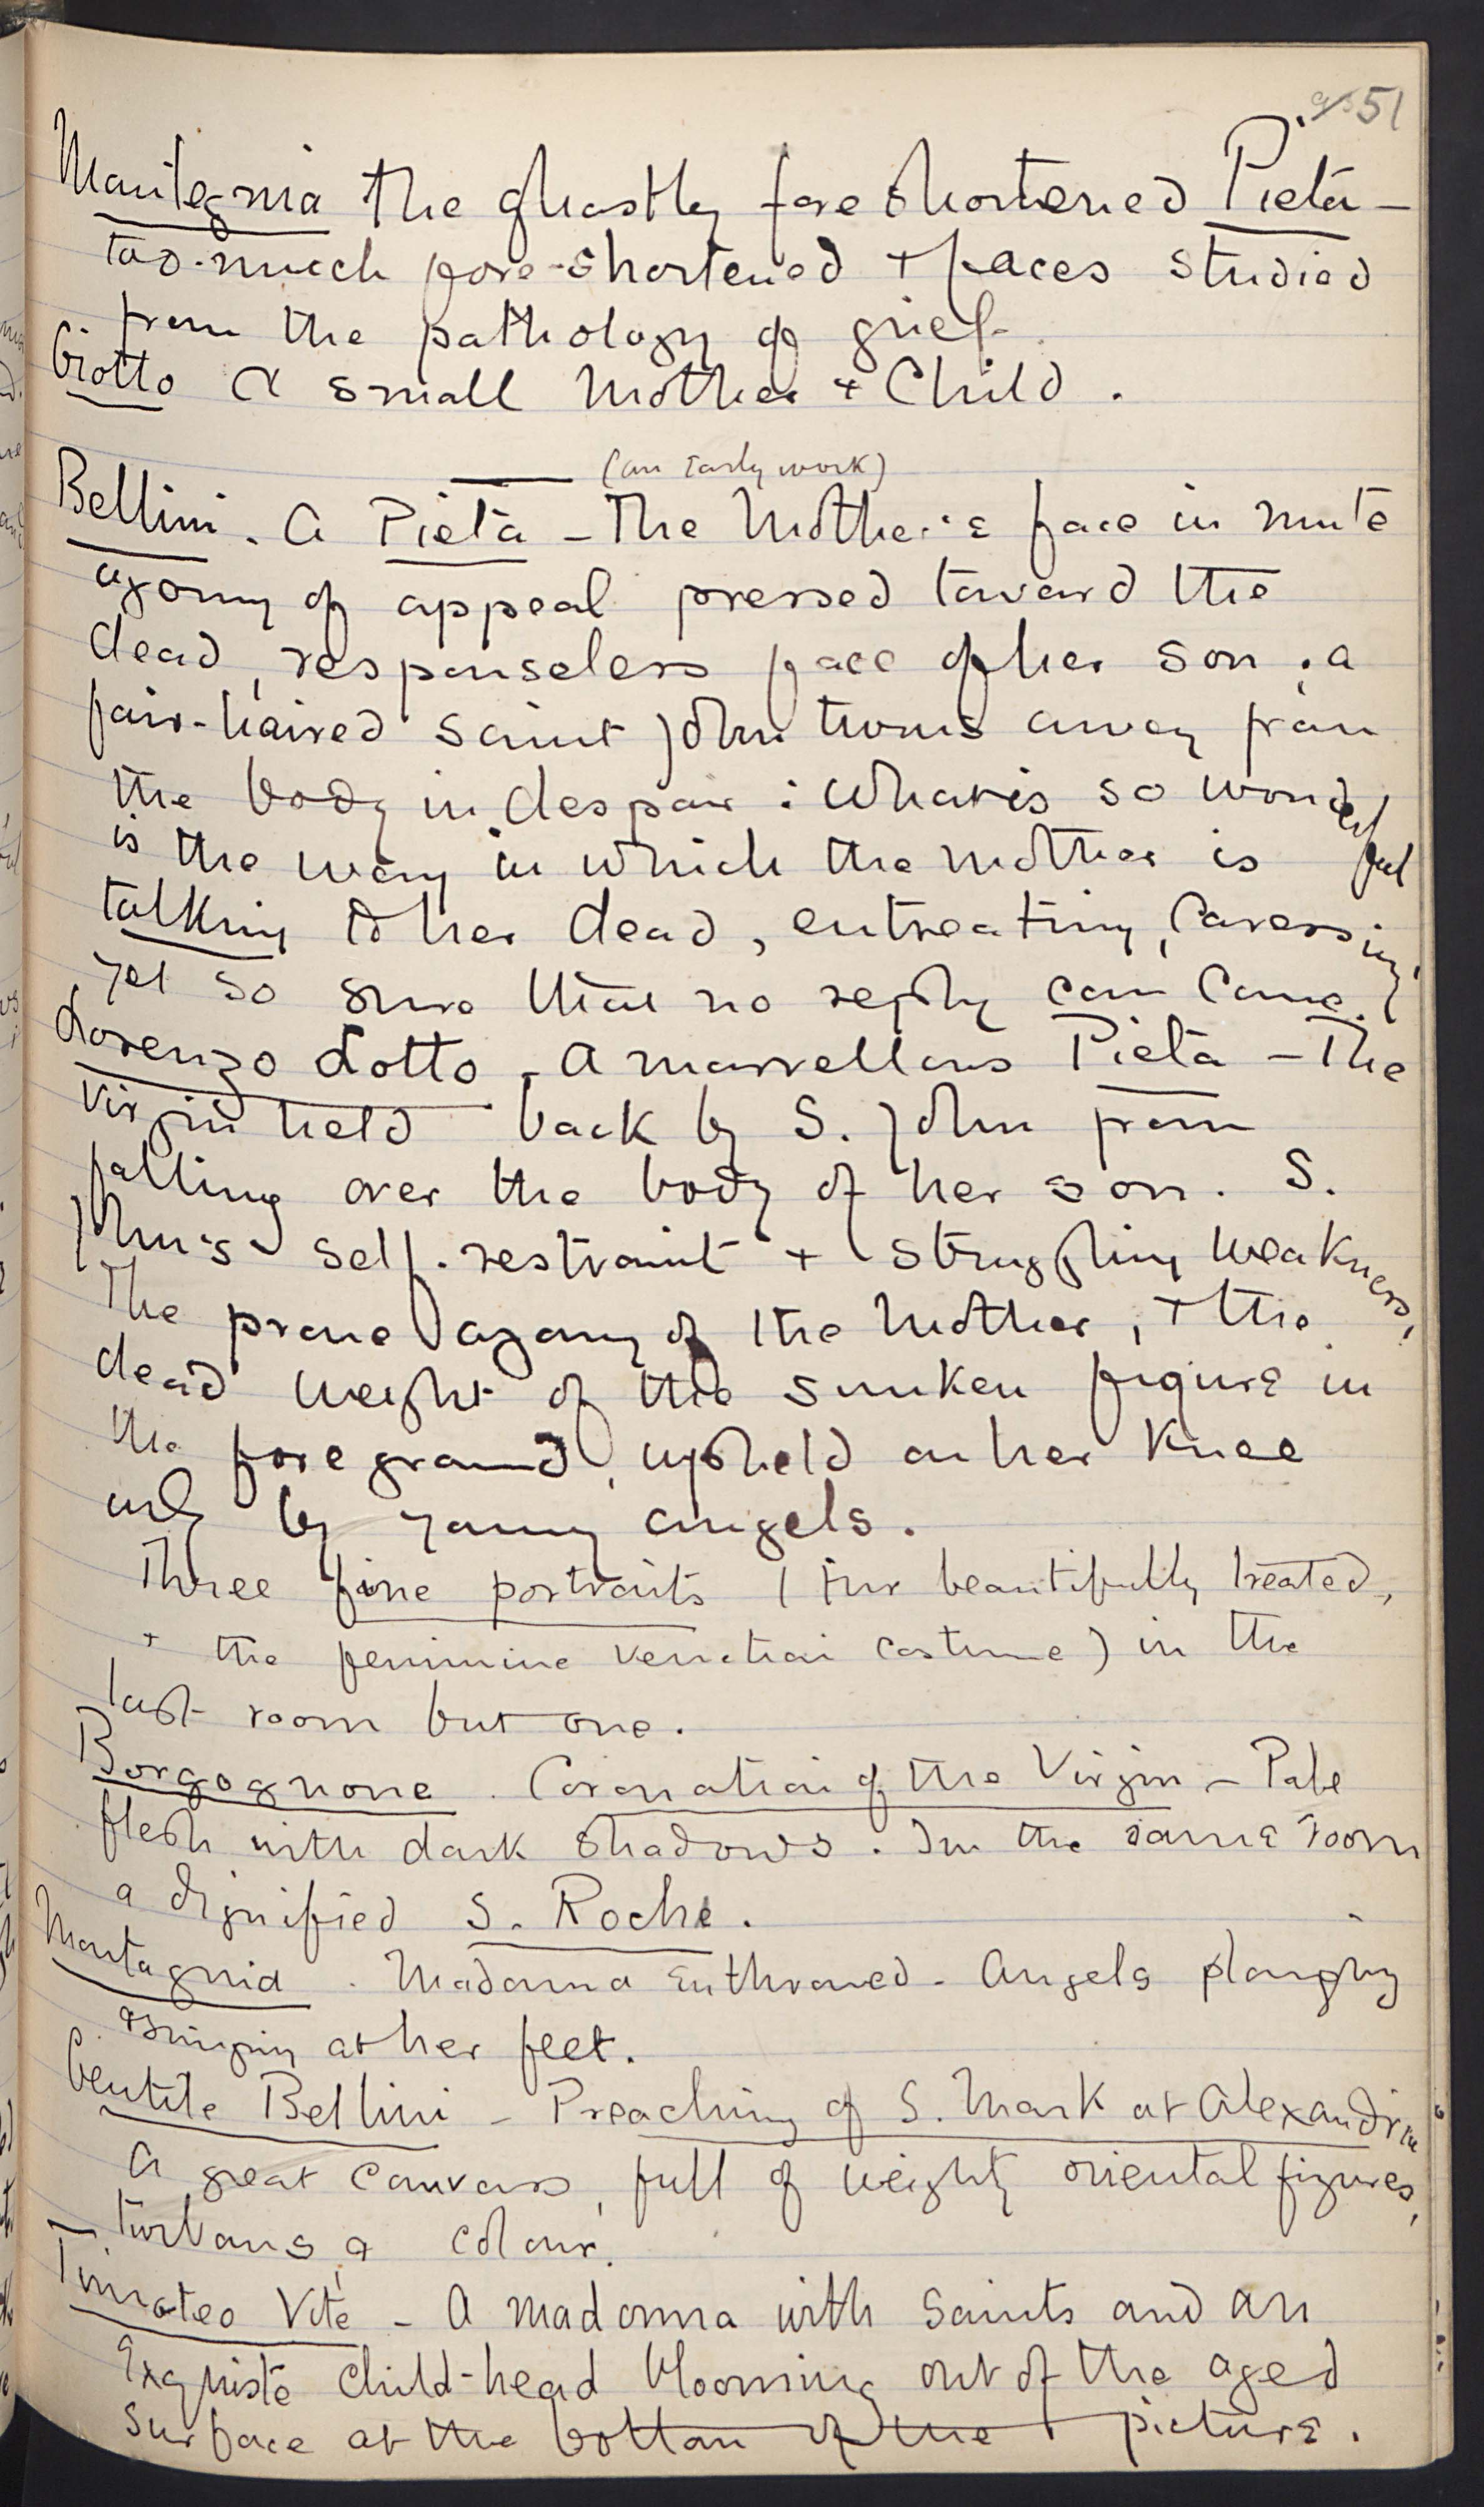 51
Mantegnia the ghastly foreshortened Pietà -
too-much fore-shortened + faces studied
from the pathology of grief.
Giotto A small Mother + Child.
(an Early work)
Bellini. A Pietà - The Mother's face in mute
agony of appeal pressed toward the
dead, responseless face of her son: a
fair-haired Saint John turns away from
the body in despair: What is so wonderful
is the way in which the mother is
talking to her dead, entreating, caressing,
yet so sure that no reply can come.
Lorenzo Lotto - A marvellous Pietà - The
Virgin held back by S. John from
falling over the body of her son. S.
John's self-restraint + struggling weakness,
The prone agony of the Mother, + the
dead weight of the sunken figure in
the foreground, upheld on her knee
only by young angels.
Three fine portraits (fur beautifully treated,
+ the feminine Venetian costume) in the
last room but one.
Borgognone. Coronation of the Virgin - Pale
flesh with dark shadows. In the same room
a dignified S. Roche.
Montagnia. Madonna Enthroned - Angels playing
& singing at her feet.
Gentile Bellini - Preaching of S. Mark at Alexandria
A great canvass, full of weighty oriental figures,
turbans & colour.
Timoteo Vite - A madonna with Saints and an
Exquisite child-head blooming out of the aged
surface at the bottom of the picture.